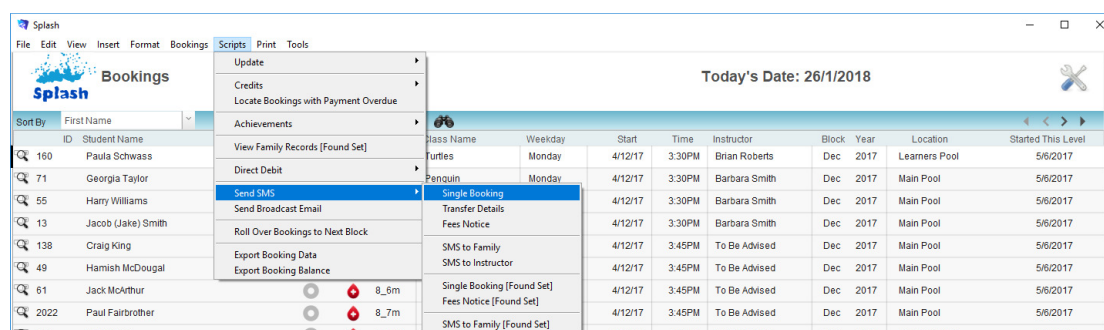 Splash
File Edit View Insert Format Bookings Scripts Print Tools
Splash
Bookings
Today's Date: 26/1/2018
Update
Credits
Locate Bookings with Payment Overdue
Achievements
View Family Records [Found Set]
Direct Debit
Send SMS
Send Broadcast Email
Roll Over Bookings to Next Block
Export Booking Data
Export Booking Balance
Single Booking
Transfer Details
Fees Notice
SMS to Family
SMS to Instructor
Single Booking [Found Set]
Fees Notice [Found Set]
SMS to Family [Found Set]
Sort By First Name
ID Student Name Class Name Weekday Start Time Instructor Block Year Location Started This Level
160 Paula Schwass Turtles Monday 4/12/17 3:30PM Brian Roberts Dec 2017 Learners Pool 5/6/2017
71 Georgia Taylor Penguin Monday 4/12/17 3:30PM Barbara Smith Dec 2017 Main Pool 5/6/2017
55 Harry Williams 4/12/17 3:30PM Barbara Smith Dec 2017 Main Pool 5/6/2017
13 Jacob (Jake) Smith 4/12/17 3:30PM Barbara Smith Dec 2017 Main Pool 5/6/2017
138 Craig King 4/12/17 3:45PM To Be Advised Dec 2017 Main Pool 5/6/2017
49 Hamish McDougal 4/12/17 3:45PM To Be Advised Dec 2017 Main Pool 5/6/2017
61 Jack McArthur 8_6m 4/12/17 3:45PM To Be Advised Dec 2017 Main Pool 5/6/2017
2022 Paul Fairbrother 8_7m 4/12/17 3:45PM To Be Advised Dec 2017 Main Pool 5/6/2017